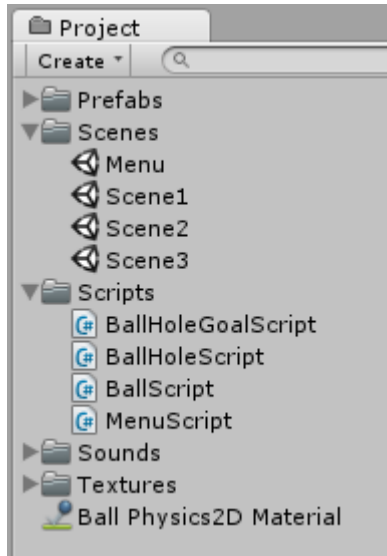 Project
Create
Prefabs
Scenes
Menu
Scene1
Scene2
Scene3
Scripts
BallHoleGoalScript
BallHoleScript
BallScript
MenuScript
Sounds
Textures
Ball Physics2D Material